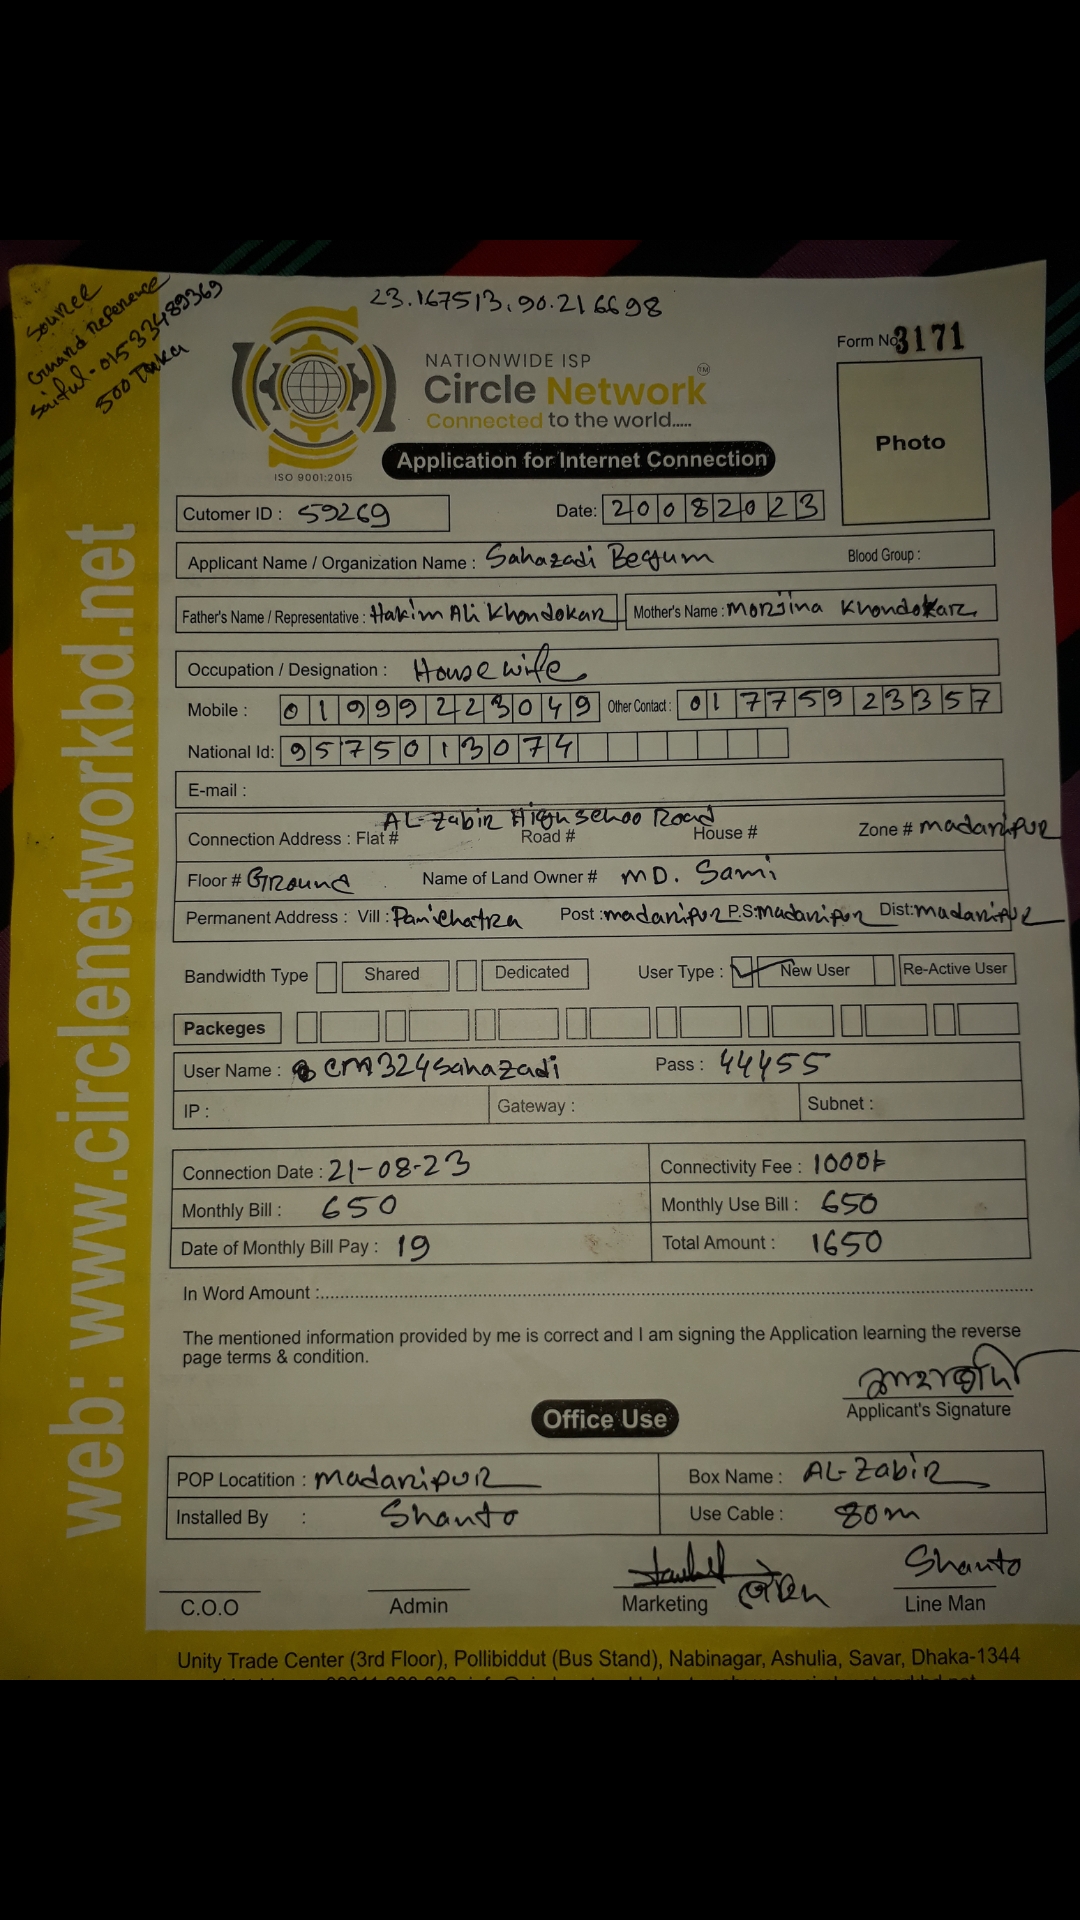 Source
Guard Reference
Saiful - 01533489369
500 Taka
23.167513.90.216698
NATIONWIDE ISP
Circle Network TM
Connected to the world.....
ISO 9001:2015
Form No 3171
Photo
Application for Internet Connection
Cutomer ID : 59269 Date: 20082023
Applicant Name / Organization Name : Sahazadi Begum Blood Group :
Father's Name / Representative : Hakim Ali Khondokar Mother's Name : Morjina Khondokar
Occupation / Designation : House wife
Mobile : 01999223049 Other Contact : 01775923357
National Id: 9575013074
E-mail :
AL-Zabir High schoo Road
Connection Address : Flat # Road # House # Zone # madaripur
Floor # Ground Name of Land Owner # MD. Sami
Permanent Address : Vill : Panichatra Post : madaripur P.S: madaripur Dist: madaripur
Bandwidth Type Shared Dedicated User Type : New User Re-Active User
Packeges
User Name : cm324sahazadi Pass : 44455
IP : Gateway : Subnet :
Connection Date : 21-08-23 Connectivity Fee : 1000/-
Monthly Bill : 650 Monthly Use Bill : 650
Date of Monthly Bill Pay : 19 Total Amount : 1650
In Word Amount :
The mentioned information provided by me is correct and I am signing the Application learning the reverse
page terms & condition.
Applicant's Signature
Office Use
POP Locatition : madaripur Box Name : AL-Zabir
Installed By : Shanto Use Cable : 80m
Shanto
C.O.O Admin Marketing Line Man
Unity Trade Center (3rd Floor), Pollibiddut (Bus Stand), Nabinagar, Ashulia, Savar, Dhaka-1344
web: www.circlenetworkbd.net